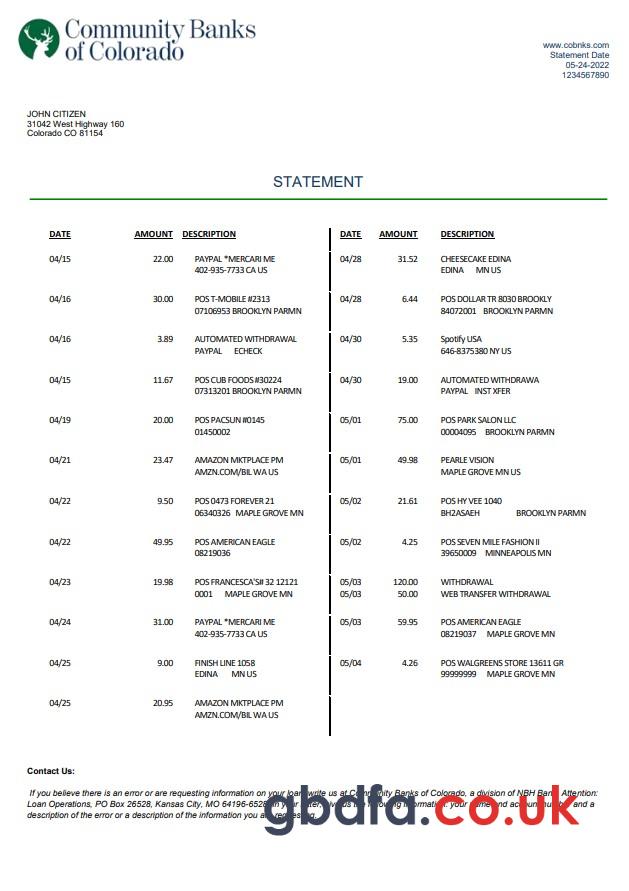 Community Banks
of Colorado
www.cobnks.com
Statement Date
05-24-2022
1234567890
JOHN CITIZEN
31042 West Highway 160
Colorado CO 81154
STATEMENT
DATE AMOUNT DESCRIPTION
04/15 22.00 PAYPAL *MERCARI ME
402-935-7733 CA US
04/16 30.00 POS T-MOBILE #2313
07106953 BROOKLYN PARMN
04/16 3.89 AUTOMATED WITHDRAWAL
PAYPAL ECHECK
04/15 11.67 POS CUB FOODS #30224
07313201 BROOKLYN PARMN
04/19 20.00 POS PACSUN #0145
01450002
04/21 23.47 AMAZON MKTPLACE PM
AMZN.COM/BIL WA US
04/22 9.50 POS 0473 FOREVER 21
06340326 MAPLE GROVE MN
04/22 49.95 POS AMERICAN EAGLE
08219036
04/23 19.98 POS FRANCESCA'S# 32 12121
0001 MAPLE GROVE MN
04/24 31.00 PAYPAL *MERCARI ME
402-935-7733 CA US
04/25 9.00 FINISH LINE 1058
EDINA MN US
04/25 20.95 AMAZON MKTPLACE PM
AMZN.COM/BIL WA US
DATE AMOUNT DESCRIPTION
04/28 31.52 CHEESECAKE EDINA
EDINA MN US
04/28 6.44 POS DOLLAR TR 8030 BROOKLY
84072001 BROOKLYN PARMN
04/30 5.35 Spotify USA
646-8375380 NY US
04/30 19.00 AUTOMATED WITHDRAWA
PAYPAL INST XFER
05/01 75.00 POS PARK SALON LLC
00004095 BROOKLYN PARMN
05/01 49.98 PEARLE VISION
MAPLE GROVE MN US
05/02 21.61 POS HY VEE 1040
BH2ASAEH BROOKLYN PARMN
05/02 4.25 POS SEVEN MILE FASHION II
39650009 MINNEAPOLIS MN
05/03 120.00 WITHDRAWAL
05/03 50.00 WEB TRANSFER WITHDRAWAL
05/03 59.95 POS AMERICAN EAGLE
08219037 MAPLE GROVE MN
05/04 4.26 POS WALGREENS STORE 13611 GR
99999999 MAPLE GROVE MN
Contact Us:
If you believe there is an error or are requesting information on your loan write us at Community Banks of Colorado, a division of NBH Bank Attention:
Loan Operations, PO Box 26528, Kansas City, MO 64196-6528 In your letter, give us the following information: your name and account number and a
description of the error or a description of the information you are requesting.
gbdfa.co.uk